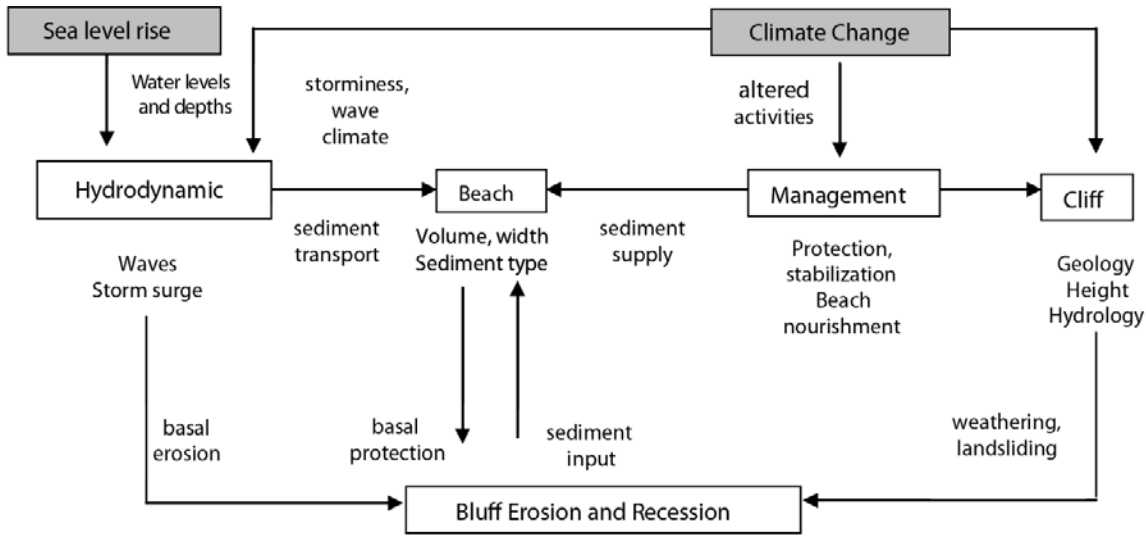 Sea level rise
Climate Change
Water levels
and depths
storminess,
wave
climate
altered
activities
Hydrodynamic
Beach
Management
Cliff
sediment
transport
Volume, width
Sediment type
sediment
supply
Waves
Storm surge
Protection,
stabilization
Beach
nourishment
Geology
Height
Hydrology
basal
erosion
basal
protection
sediment
input
weathering,
landsliding
Bluff Erosion and Recession